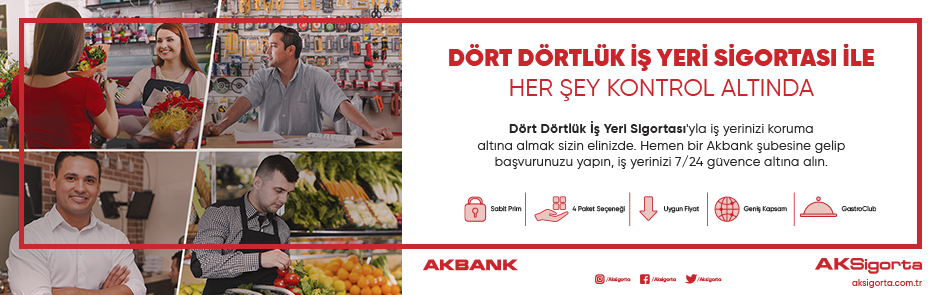 DÖRT DÖRTLÜK İŞ YERİ SİGORTASI İLE
HER ŞEY KONTROL ALTINDA
Dört Dörtlük İş Yeri Sigortası'yla iş yerinizi koruma
altına almak sizin elinizde. Hemen bir Akbank şubesine gelip
başvurunuzu yapın, iş yerinizi 7/24 güvence altına alın.
Sabit Prim
4 Paket Seçeneği
Uygun Fiyat
Geniş Kapsam
GastroClub
AKBANK
AKSigorta
/Aksigorta
/Aksigorta
/Aksigorta
aksigorta.com.tr